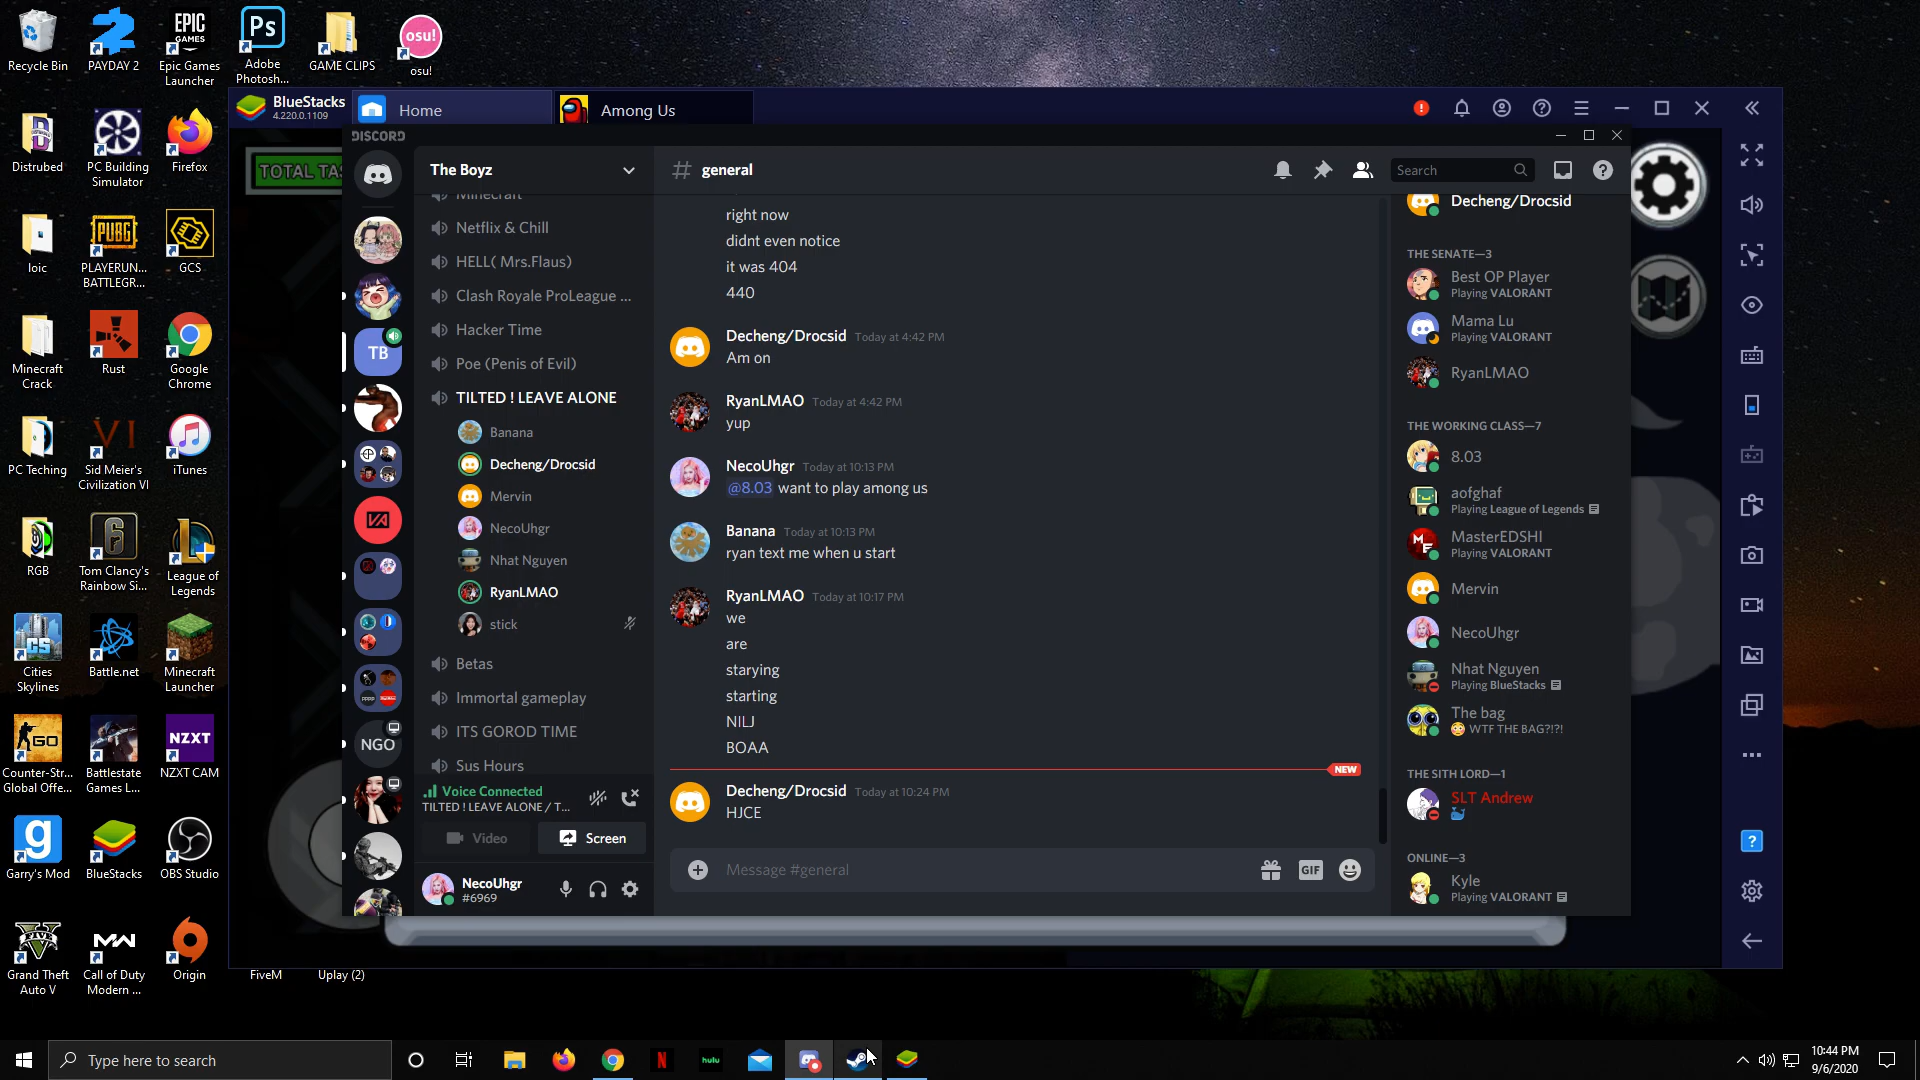 Recycle Bin
PAYDAY 2
EPIC
GAMES
Epic Games
Launcher
Ps
Adobe
Photosh...
GAME CLIPS
osu!
osu!
Distrubed
PC Building
Simulator
Firefox
loic
PUBG
PLAYERUN...
BATTLEGR...
GCS
Minecraft
Crack
Rust
Google
Chrome
PC Teching
VI
Sid Meier's
Civilization VI
iTunes
RGB
6
Tom Clancy's
Rainbow Si...
League of
Legends
CS
Cities
Skylines
Battle.net
Minecraft
Launcher
GO
Counter-Str...
Global Offe...
Battlestate
Games L...
NZXT
NZXT CAM
g
Garry's Mod
BlueStacks
OBS Studio
V
Grand Theft
Auto V
MW
Call of Duty
Modern ...
Origin
FiveM
Uplay (2)
BlueStacks
4.220.0.1109
Home
Among Us
TOTAL TAS
DISCORD
The Boyz
general
Search
TB
NGO
Minecraft
Netflix & Chill
HELL( Mrs.Flaus)
Clash Royale ProLeague ...
Hacker Time
Poe (Penis of Evil)
TILTED ! LEAVE ALONE
Banana
Decheng/Drocsid
Mervin
NecoUhgr
Nhat Nguyen
RyanLMAO
stick
Betas
Immortal gameplay
ITS GOROD TIME
Sus Hours
Voice Connected
TILTED ! LEAVE ALONE / T...
Video
Screen
NecoUhgr
#6969
right now
didnt even notice
it was 404
440
Decheng/Drocsid Today at 4:42 PM
Am on
RyanLMAO Today at 4:42 PM
yup
NecoUhgr Today at 10:13 PM
@8.03 want to play among us
Banana Today at 10:13 PM
ryan text me when u start
RyanLMAO Today at 10:17 PM
we
are
starying
starting
NILJ
BOAA
NEW
Decheng/Drocsid Today at 10:24 PM
HJCE
Message #general
GIF
Decheng/Drocsid
THE SENATE—3
Best OP Player
Playing VALORANT
Mama Lu
Playing VALORANT
RyanLMAO
THE WORKING CLASS—7
8.03
aofghaf
Playing League of Legends
MasterEDSHI
Playing VALORANT
Mervin
NecoUhgr
Nhat Nguyen
Playing BlueStacks
The bag
WTF THE BAG?!?!
THE SITH LORD—1
SLT Andrew
ONLINE—3
Kyle
Playing VALORANT
Type here to search
N
hulu
10:44 PM
9/6/2020